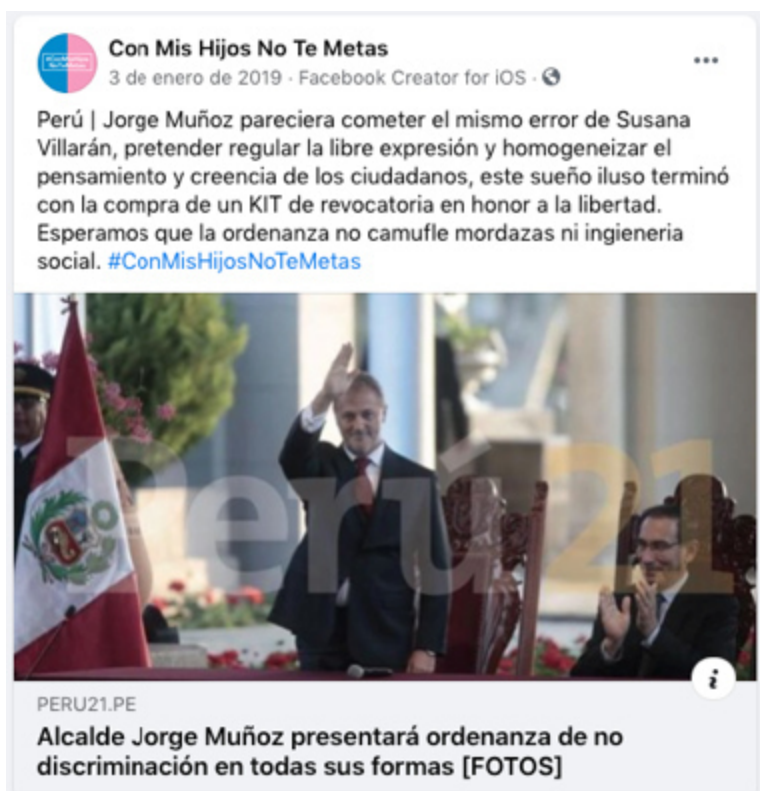 Con Mis Hijos No Te Metas
3 de enero de 2019 · Facebook Creator for iOS ·
Perú | Jorge Muñoz pareciera cometer el mismo error de Susana
Villarán, pretender regular la libre expresión y homogeneizar el
pensamiento y creencia de los ciudadanos, este sueño iluso terminó
con la compra de un KIT de revocatoria en honor a la libertad.
Esperamos que la ordenanza no camufle mordazas ni ingieneria
social. #ConMisHijosNoTeMetas
Perú21
PERU21.PE
Alcalde Jorge Muñoz presentará ordenanza de no
discriminación en todas sus formas [FOTOS]